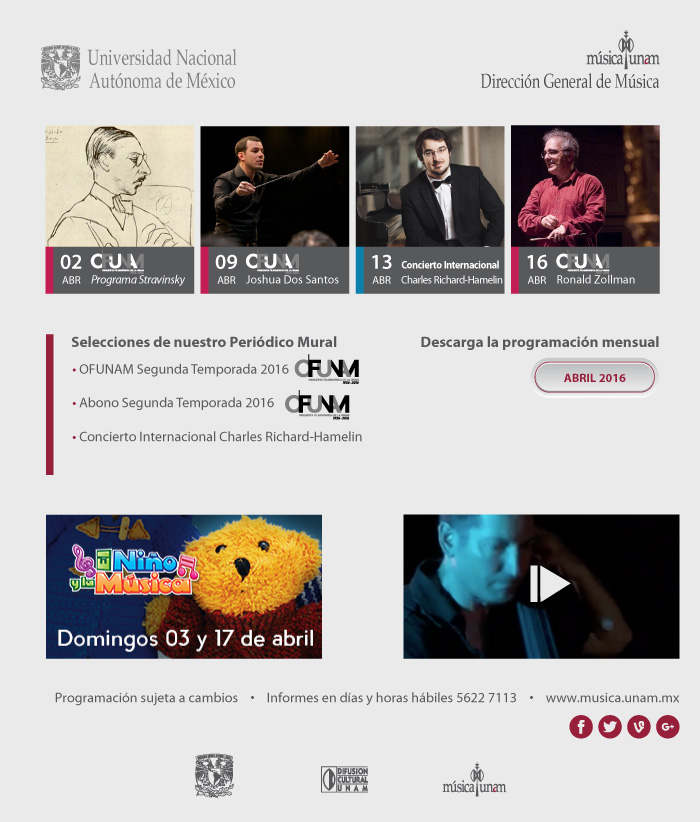 Universidad Nacional
Autónoma de México
música unam
Dirección General de Música
02 OFUNAM
ABR Programa Stravinsky
09 OFUNAM
ABR Joshua Dos Santos
13 Concierto Internacional
ABR Charles Richard-Hamelin
16 OFUNAM
ABR Ronald Zollman
Selecciones de nuestro Periódico Mural
• OFUNAM Segunda Temporada 2016 OFUNAM
• Abono Segunda Temporada 2016 OFUNAM
• Concierto Internacional Charles Richard-Hamelin
Descarga la programación mensual
ABRIL 2016
El Niño
y la Música
Domingos 03 y 17 de abril
Programación sujeta a cambios • Informes en días y horas hábiles 5622 7113 • www.musica.unam.mx
f G+
DIFUSION
CULTURAL
UNAM
música unam